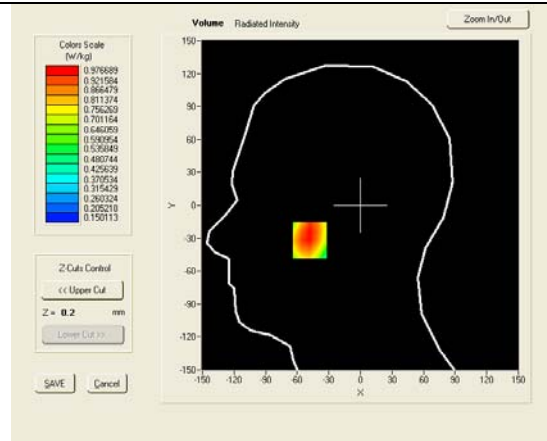 Volume Radiated Intensity
Zoom In/Out
Colors Scale
(W/kg)
0.976689
0.921584
0.866479
0.811374
0.756269
0.701164
0.646059
0.590954
0.535849
0.480744
0.425639
0.370534
0.315429
0.260324
0.205218
0.150113
Z-Cuts Control
<< Upper Cut
Z = 0.2 mm
Lower Cut >>
SAVE Cancel
150
120
90
60
30
0
-30
-60
-90
-120
-150
Y
-150 -120 -90 -60 -30 0 30 60 90 120 150
X